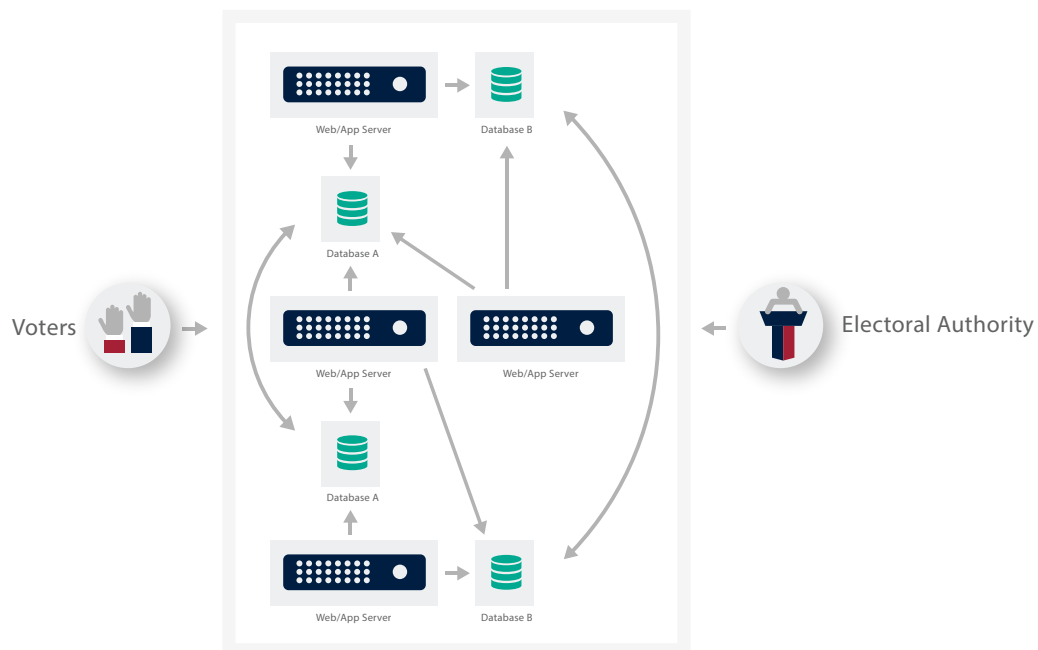 Web/App Server
Database B
Database A
Voters
Electoral Authority
Web/App Server
Web/App Server
Database A
Web/App Server
Database B